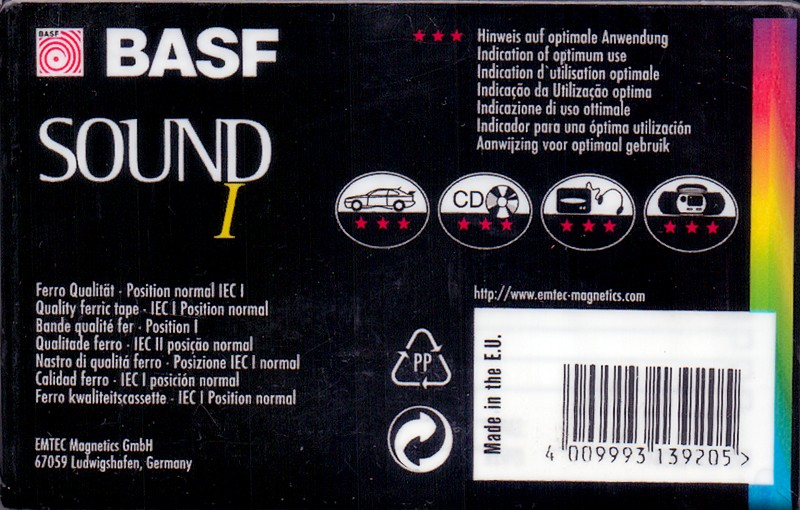 BASF
BASF
SOUND
I
★ ★ ★ Hinweis auf optimale Anwendung
Indication of optimum use
Indication d`utilisation optimale
Indicação da Utilização optima
Indicazione di uso ottimale
Indicador para una óptima utilización
Aanwijzing voor optimaal gebruik
★★★
CD
★★★
★★★
★★★
Ferro Qualität · Position normal IEC I
Quality ferric tape · IEC I Position normal
Bande qualité fer · Position I
Qualitade ferro · IEC II posição normal
Nastro di qualitá ferro · Posizione IEC I normal
Calidad ferro · IEC I posición normal
Ferro kwaliteitscassette · IEC I Position normal
EMTEC Magnetics GmbH
67059 Ludwigshafen, Germany
PP
http://www.emtec-magnetics.com
Made in the E.U.
4 009993 139205 >